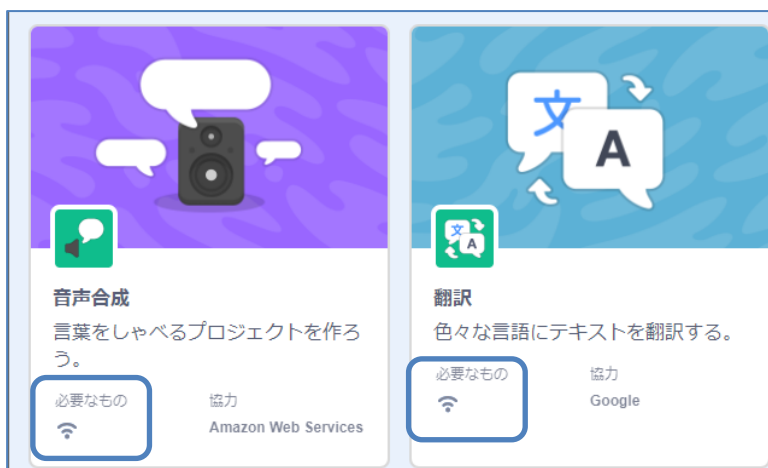 文
A
文
A
音声合成
言葉をしゃべるプロジェクトを作ろ
う。
必要なもの
協力
Amazon Web Services
翻訳
色々な言語にテキストを翻訳する。
必要なもの
協力
Google